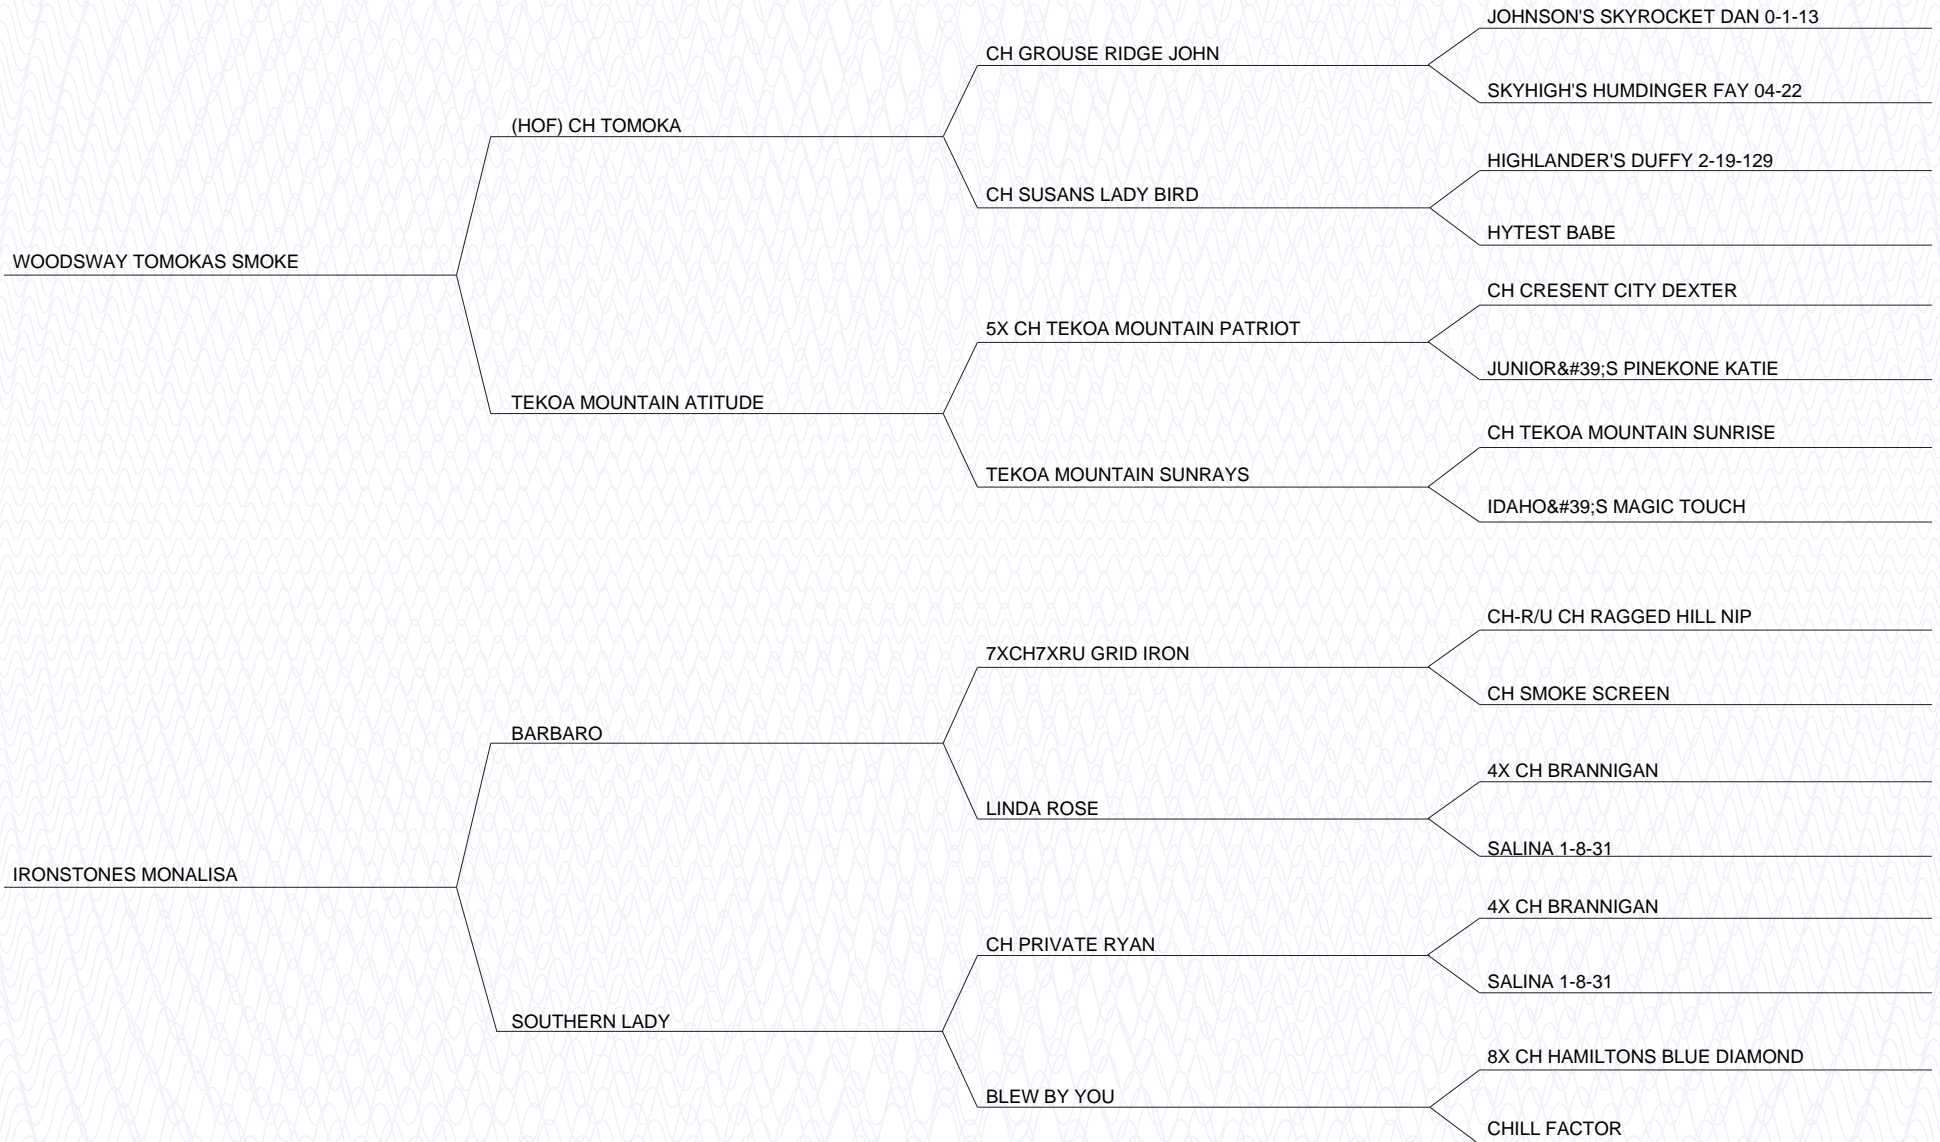 JOHNSON'S SKYROCKET DAN 0-1-13
CH GROUSE RIDGE JOHN
SKYHIGH'S HUMDINGER FAY 04-22
(HOF) CH TOMOKA
HIGHLANDER'S DUFFY 2-19-129
CH SUSANS LADY BIRD
HYTEST BABE
WOODSWAY TOMOKAS SMOKE
CH CRESENT CITY DEXTER
5X CH TEKOA MOUNTAIN PATRIOT
JUNIOR&#39;S PINEKONE KATIE
TEKOA MOUNTAIN ATITUDE
CH TEKOA MOUNTAIN SUNRISE
TEKOA MOUNTAIN SUNRAYS
IDAHO&#39;S MAGIC TOUCH
CH-R/U CH RAGGED HILL NIP
7XCH7XRU GRID IRON
CH SMOKE SCREEN
BARBARO
4X CH BRANNIGAN
LINDA ROSE
SALINA 1-8-31
IRONSTONES MONALISA
4X CH BRANNIGAN
CH PRIVATE RYAN
SALINA 1-8-31
SOUTHERN LADY
8X CH HAMILTONS BLUE DIAMOND
BLEW BY YOU
CHILL FACTOR